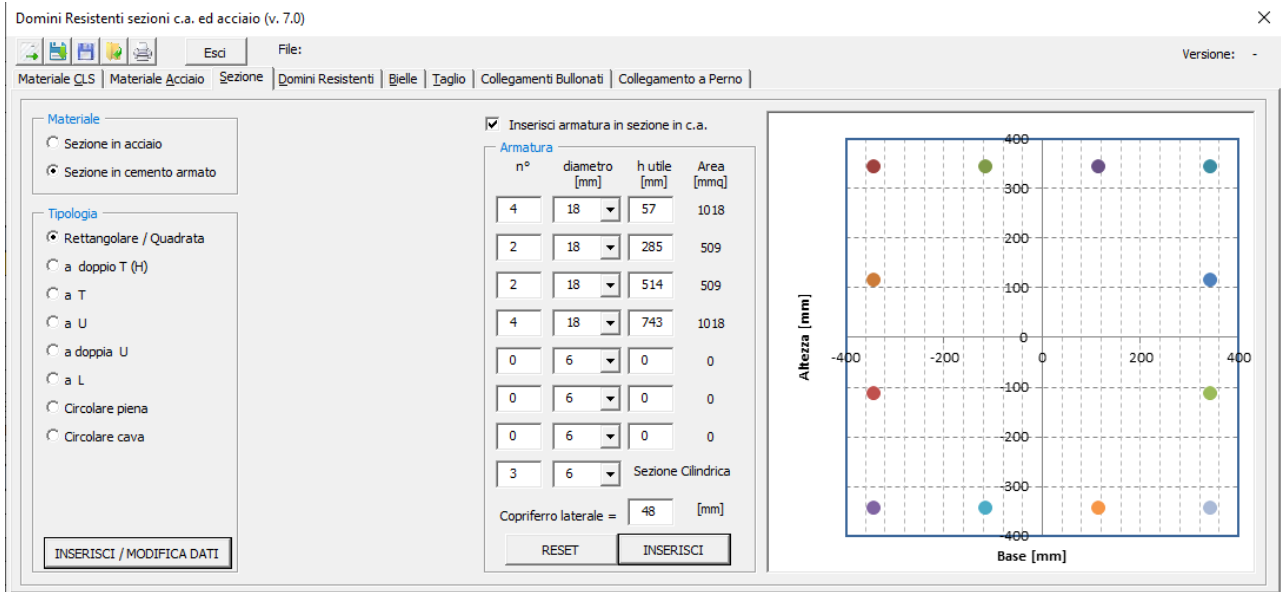 Domini Resistenti sezioni c.a. ed acciaio (v. 7.0)
Esci File: Versione: -
Materiale CLS Materiale Acciaio Sezione Domini Resistenti Bielle Taglio Collegamenti Bullonati Collegamento a Perno
Materiale
Sezione in acciaio
Sezione in cemento armato
Tipologia
Rettangolare / Quadrata
a doppio T (H)
a T
a U
a doppia U
a L
Circolare piena
Circolare cava
INSERISCI / MODIFICA DATI
Inserisci armatura in sezione in c.a.
Armatura
n° diametro h utile Area
[mm] [mm] [mmq]
4 18 57 1018
2 18 285 509
2 18 514 509
4 18 743 1018
0 6 0 0
0 6 0 0
0 6 0 0
3 6 Sezione Cilindrica
Copriferro laterale = 48 [mm]
RESET INSERISCI
Altezza [mm]
400
300
200
100
0
-400 -200 0 200 400
-100
-200
-300
-400
Base [mm]